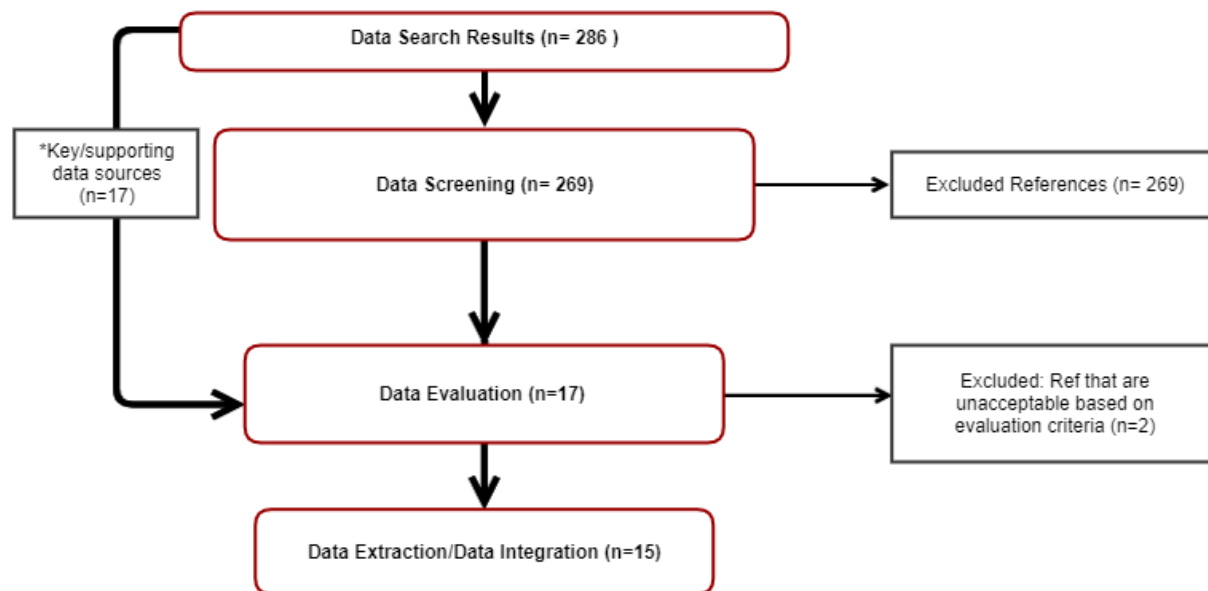 Data Search Results (n= 286 )
*Key/supporting
data sources
(n=17)
Data Screening (n= 269)
Excluded References (n= 269)
Data Evaluation (n=17)
Excluded: Ref that are
unacceptable based on
evaluation criteria (n=2)
Data Extraction/Data Integration (n=15)